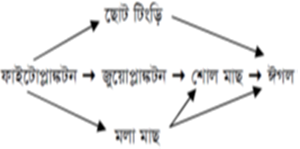 ছোট টিংড়ি
ফাইটোপ্লাঙ্কটন → জুয়োপ্লাঙ্কটন → শোল মাছ → ঈগল
মলা মাছ